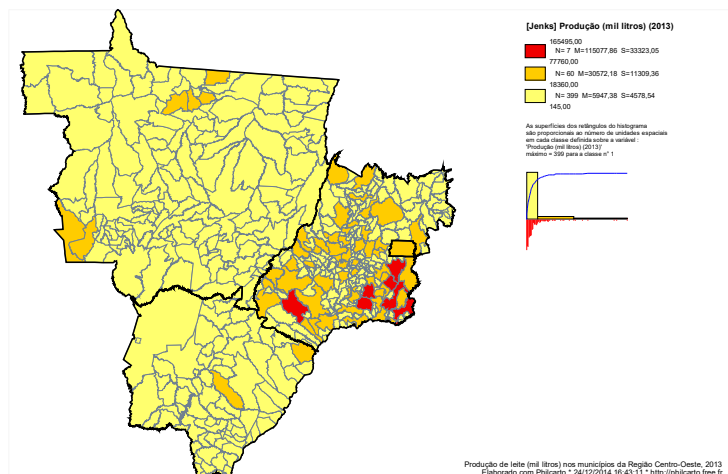 [Jenks] Produção (mil litros) (2013)
165495,00
N= 7 M=115077,86 S=33323,05
77760,00
N= 60 M=30572,18 S=11309,36
18360,00
N= 399 M=5947,38 S=4578,54
145,00
As superfícies dos retângulos do histograma
são proporcionais ao número de unidades espaciais
em cada classe definida sobre a variável :
'Produção (mil litros) (2013)'
máximo = 399 para a classe n° 1
Produção de leite (mil litros) nos municípios da Região Centro-Oeste, 2013
Elaborado com Philcarto * 24/12/2014 16:43:11 * http://philcarto.free.fr